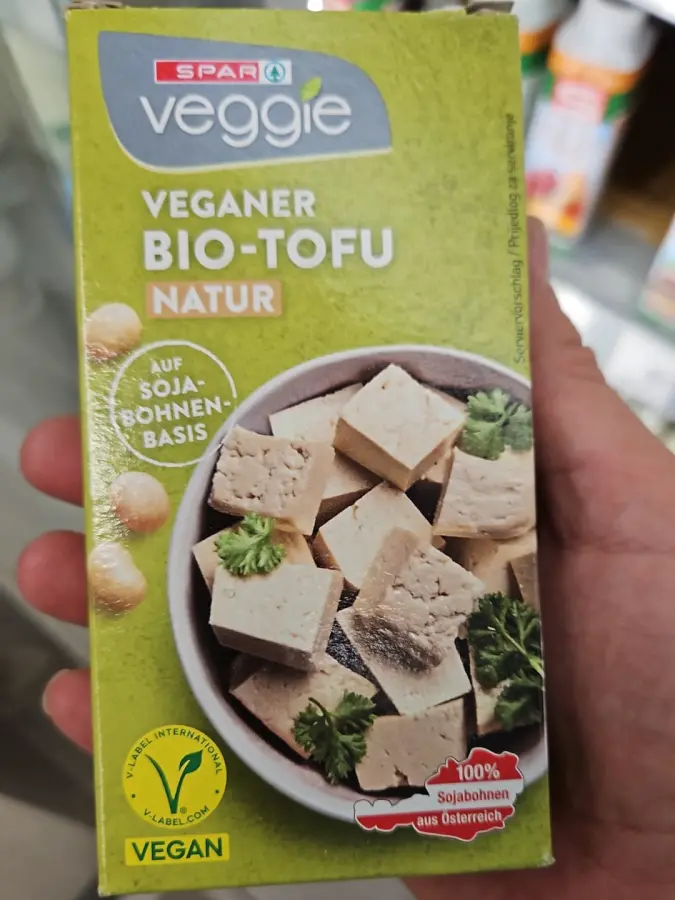 SPAR
veggie
VEGANER
BIO-TOFU
NATUR
AUF
SOJA-
BOHNEN-
BASIS
Serviervorschlag / Prijedlog za serviranje
V-LABEL INTERNATIONAL
V-LABEL.COM
VEGAN
100%
Sojabohnen
aus Österreich